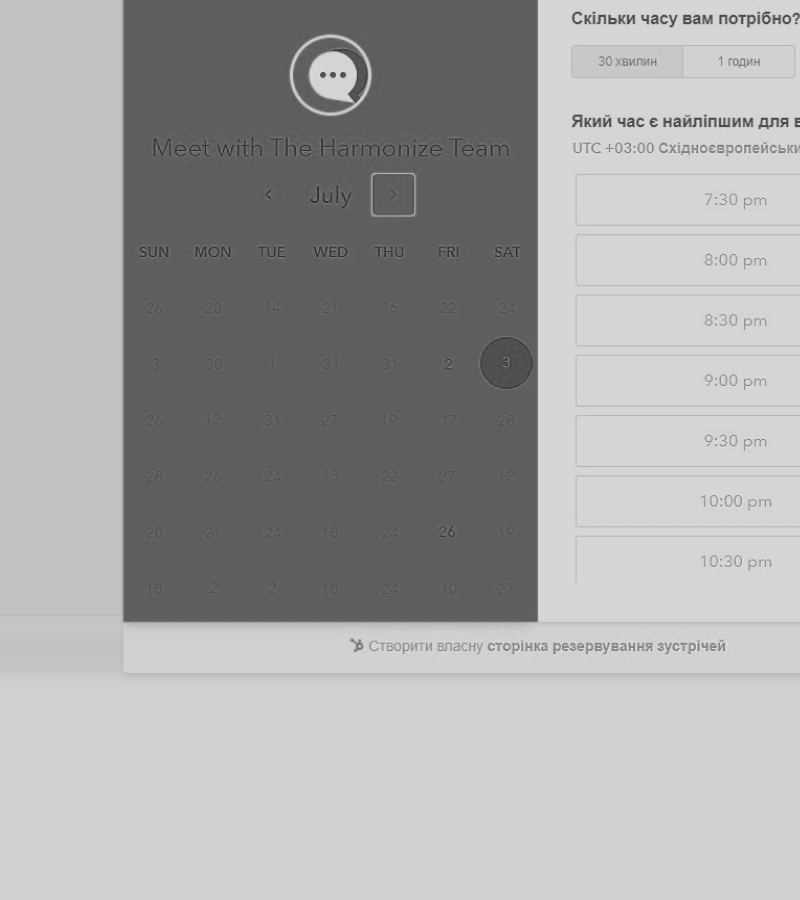 Meet with The Harmonize Team
July
SUN MON TUE WED THU FRI SAT
26 20 14 21 16 22 24
3 30 1 31 31 2 3
26 12 31 27 19 17 28
28 26 24 13 22 27 12
20 21 24 18 24 26 19
18 2 2 18 24 10 27
Скільки часу вам потрібно?
30 хвилин
1 годин
Який час є найліпшим для
UTC +03:00
7:30 pm
8:00 pm
8:30 pm
9:00 pm
9:30 pm
10:00 pm
10:30 pm
Створити власну сторінка резервування зустрічей